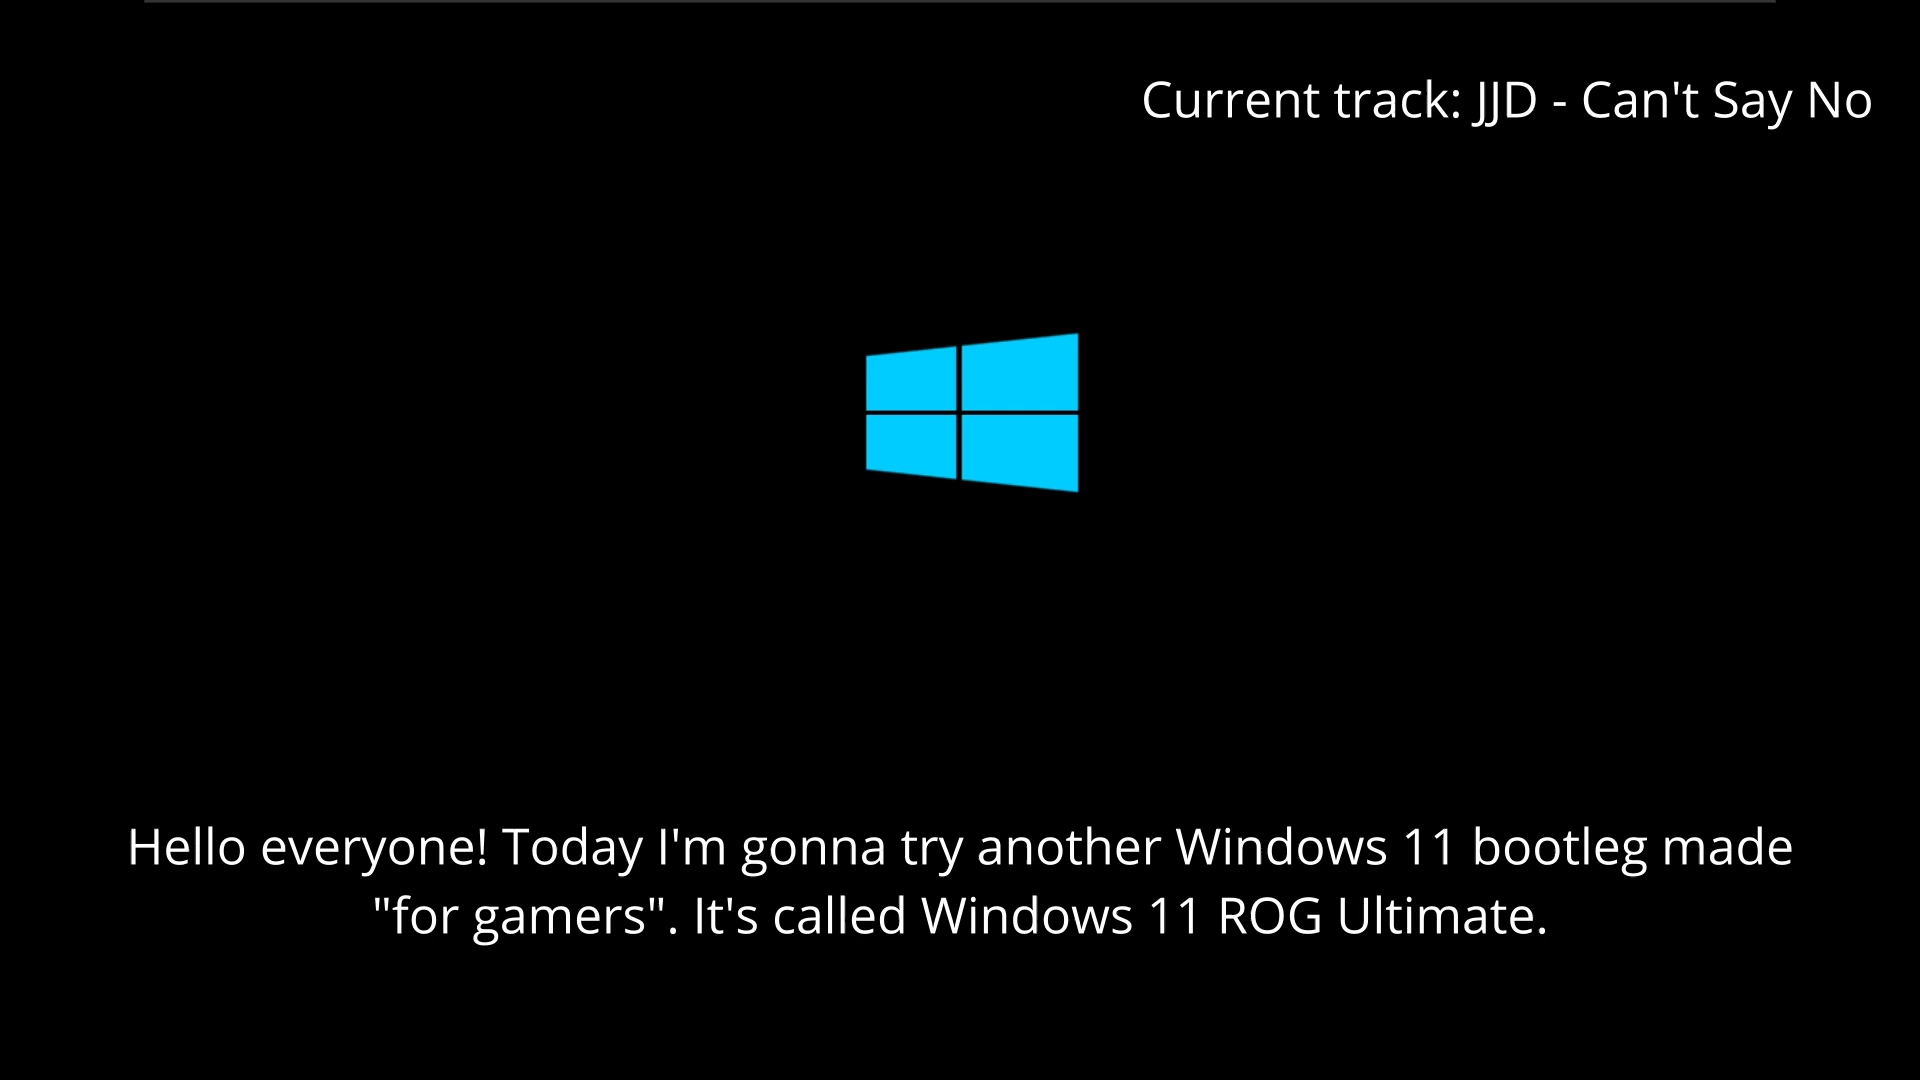 Current track: JJD - Can't Say No
Hello everyone! Today I'm gonna try another Windows 11 bootleg made
"for gamers". It's called Windows 11 ROG Ultimate.